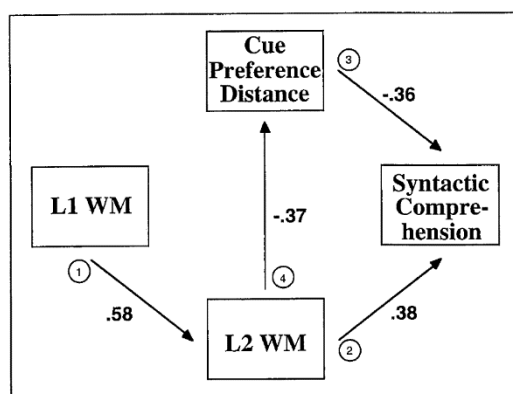 Cue
Preference
Distance
③
-.36
L1 WM
Syntactic
Compre-
hension
-.37
①
④
.58
.38
L2 WM
②